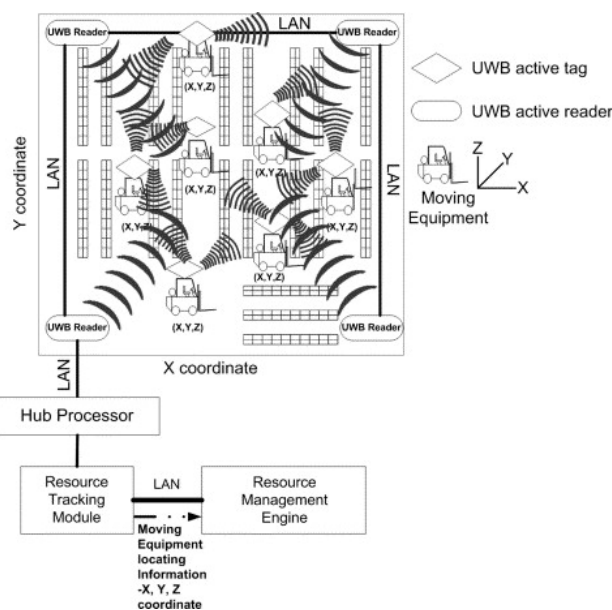 LAN
UWB Reader
UWB Reader
(X,Y,Z)
UWB active tag
UWB active reader
Z
Y
X
Moving
Equipment
(X,Y,Z)
(X,Y,Z)
Y coordinate
LAN
LAN
(X,Y,Z)
(X,Y,Z)
(X,Y,Z)
(X,Y,Z)
UWB Reader
UWB Reader
LAN
X coordinate
Hub Processor
Resource
Tracking
Module
LAN
Resource
Management
Engine
Moving
Equipment
locating
Information
-X, Y, Z
coordinate